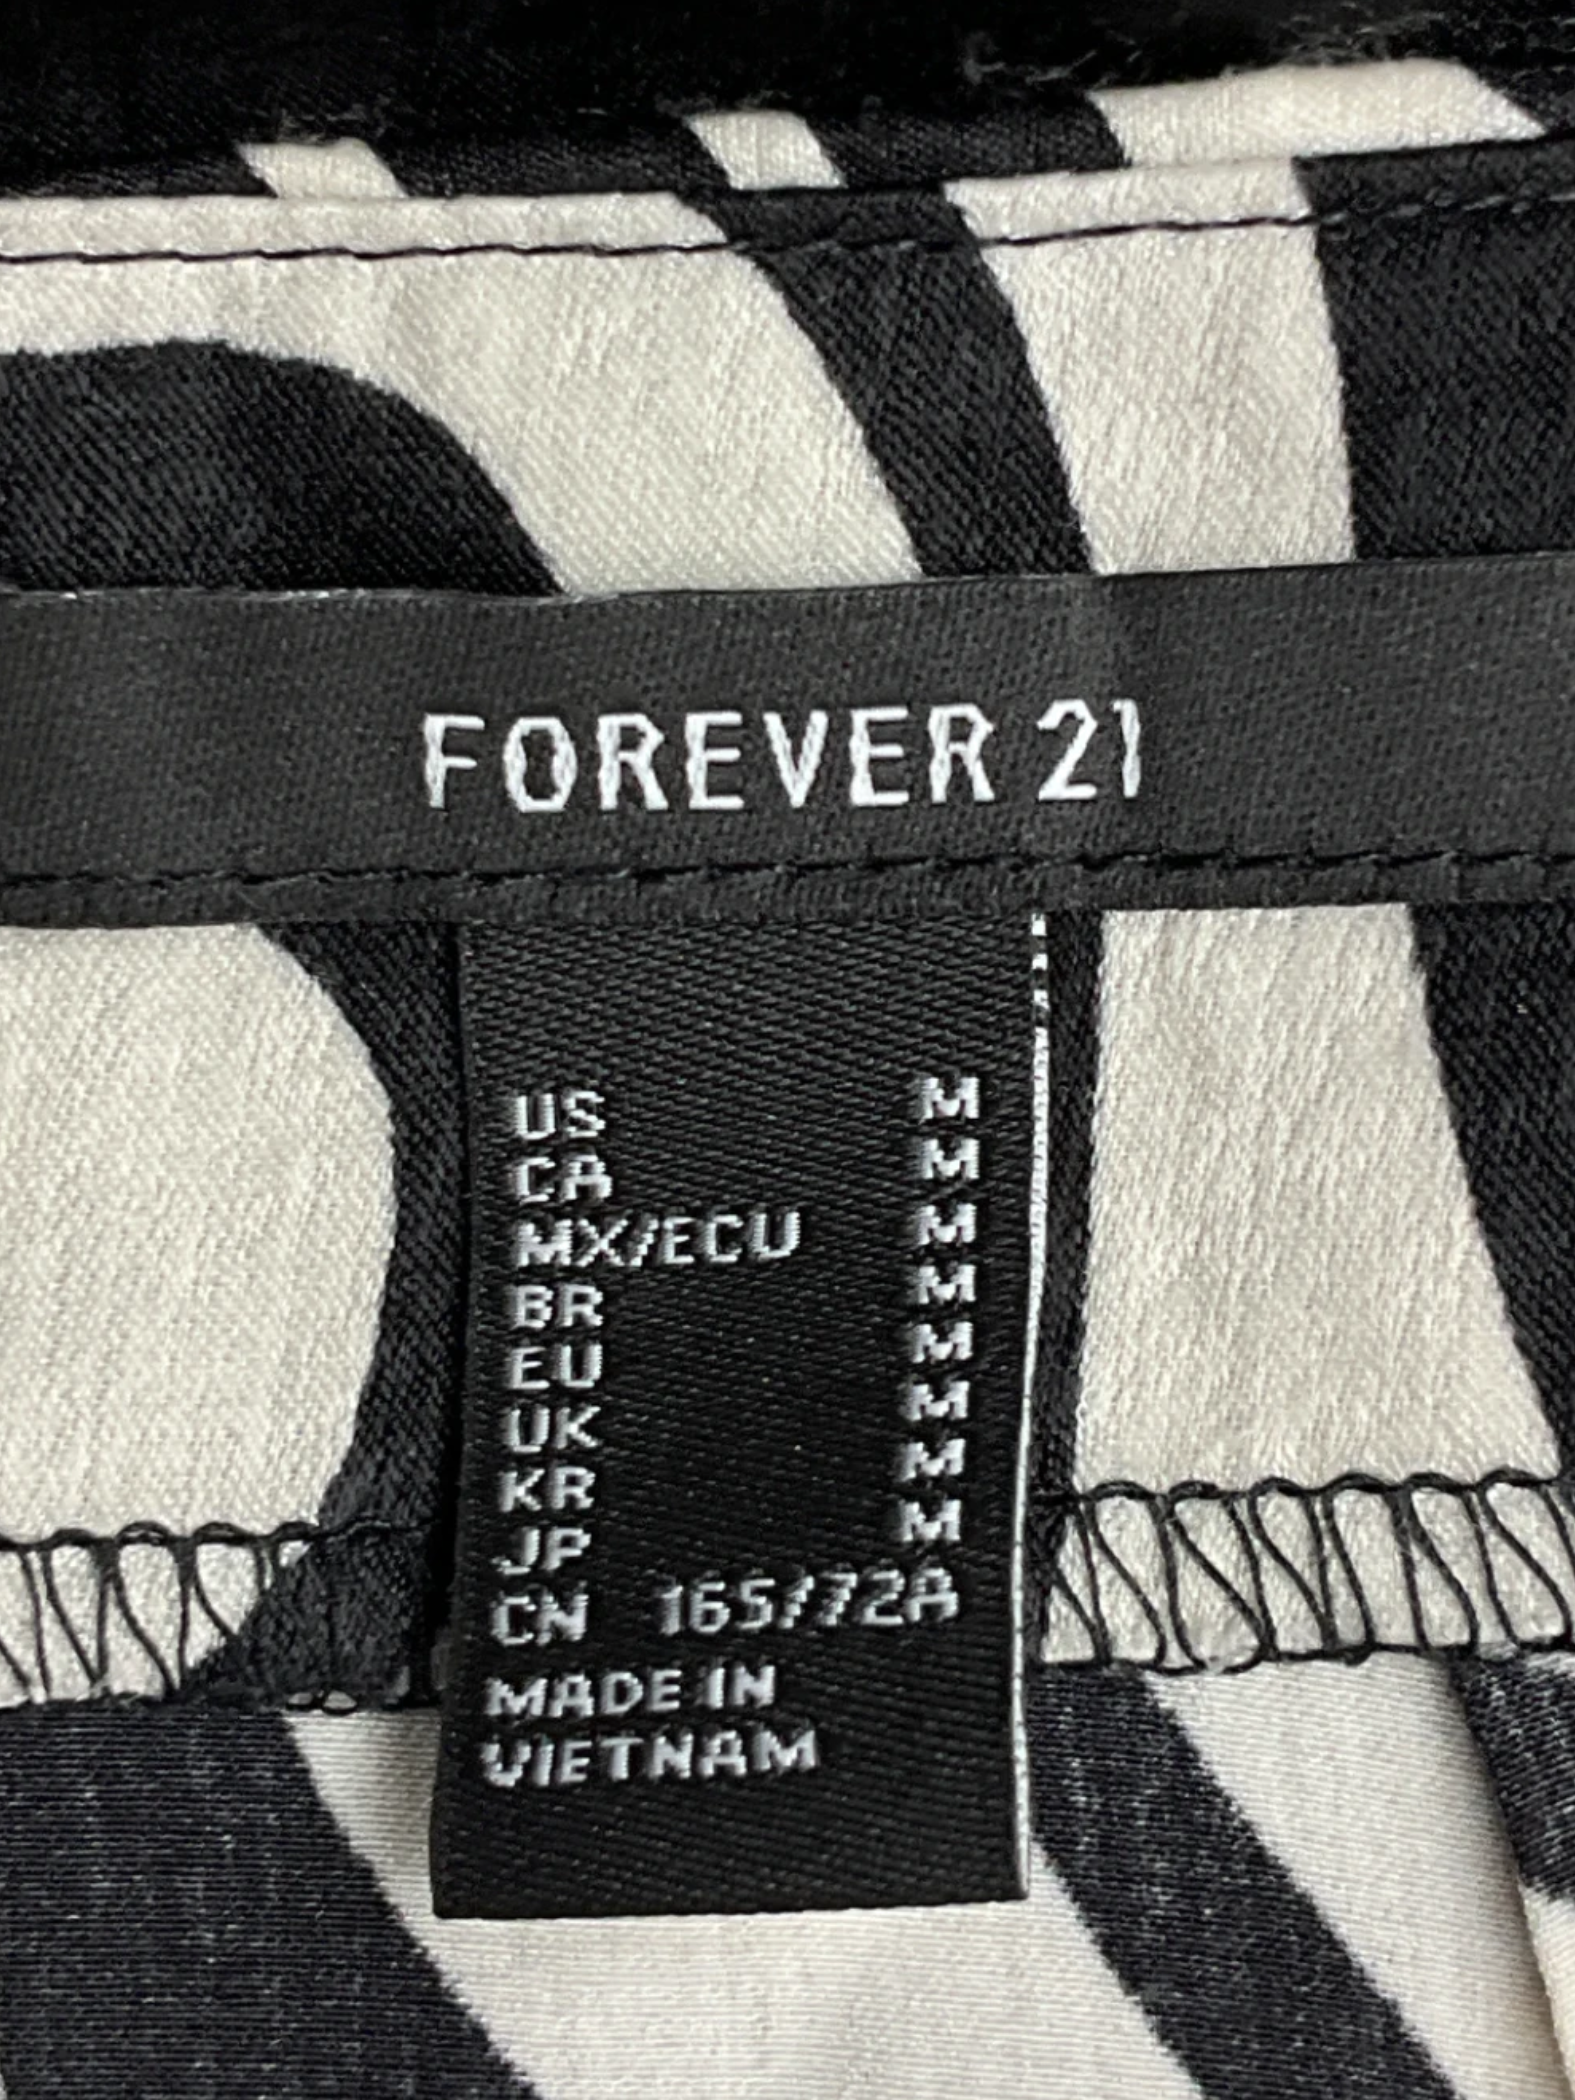 FOREVER 21
US M
CA M
MX/ECU M
BR M
EU M
UK M
KR M
JP M
CN 165/72A
MADE IN
VIETNAM